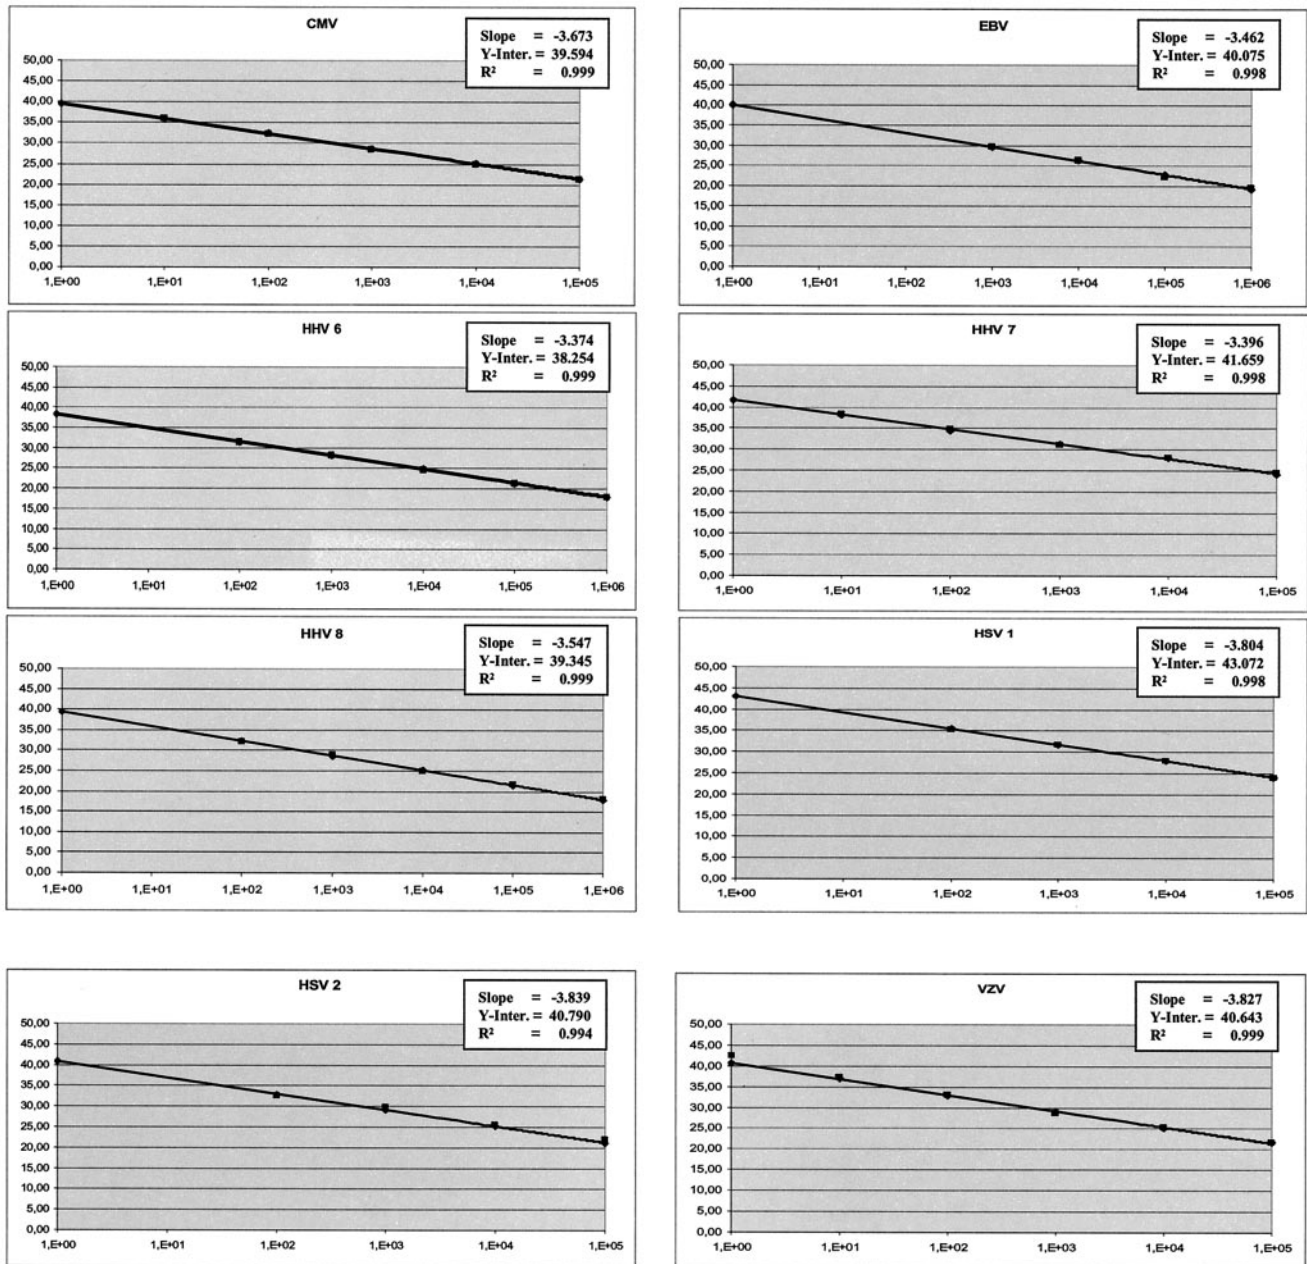 CMV
Slope = -3.673
Y-Inter. = 39.594
R² = 0.999
50,00
45,00
40,00
35,00
30,00
25,00
20,00
15,00
10,00
5,00
0,00
1,E+00 1,E+01 1,E+02 1,E+03 1,E+04 1,E+05
EBV
Slope = -3.462
Y-Inter. = 40.075
R² = 0.998
50,00
45,00
40,00
35,00
30,00
25,00
20,00
15,00
10,00
5,00
0,00
1,E+00 1,E+01 1,E+02 1,E+03 1,E+04 1,E+05 1,E+06
HHV 6
Slope = -3.374
Y-Inter. = 38.254
R² = 0.999
50,00
45,00
40,00
35,00
30,00
25,00
20,00
15,00
10,00
5,00
0,00
1,E+00 1,E+01 1,E+02 1,E+03 1,E+04 1,E+05 1,E+06
HHV 7
Slope = -3.396
Y-Inter. = 41.659
R² = 0.998
50,00
45,00
40,00
35,00
30,00
25,00
20,00
15,00
10,00
5,00
0,00
1,E+00 1,E+01 1,E+02 1,E+03 1,E+04 1,E+05
HHV 8
Slope = -3.547
Y-Inter. = 39.345
R² = 0.999
50,00
45,00
40,00
35,00
30,00
25,00
20,00
15,00
10,00
5,00
0,00
1,E+00 1,E+01 1,E+02 1,E+03 1,E+04 1,E+05 1,E+06
HSV 1
Slope = -3.804
Y-Inter. = 43.072
R² = 0.998
50,00
45,00
40,00
35,00
30,00
25,00
20,00
15,00
10,00
5,00
0,00
1,E+00 1,E+01 1,E+02 1,E+03 1,E+04 1,E+05
HSV 2
Slope = -3.839
Y-Inter. = 40.790
R² = 0.994
50,00
45,00
40,00
35,00
30,00
25,00
20,00
15,00
10,00
5,00
0,00
1,E+00 1,E+01 1,E+02 1,E+03 1,E+04 1,E+05
VZV
Slope = -3.827
Y-Inter. = 40.643
R² = 0.999
50,00
45,00
40,00
35,00
30,00
25,00
20,00
15,00
10,00
5,00
0,00
1,E+00 1,E+01 1,E+02 1,E+03 1,E+04 1,E+05